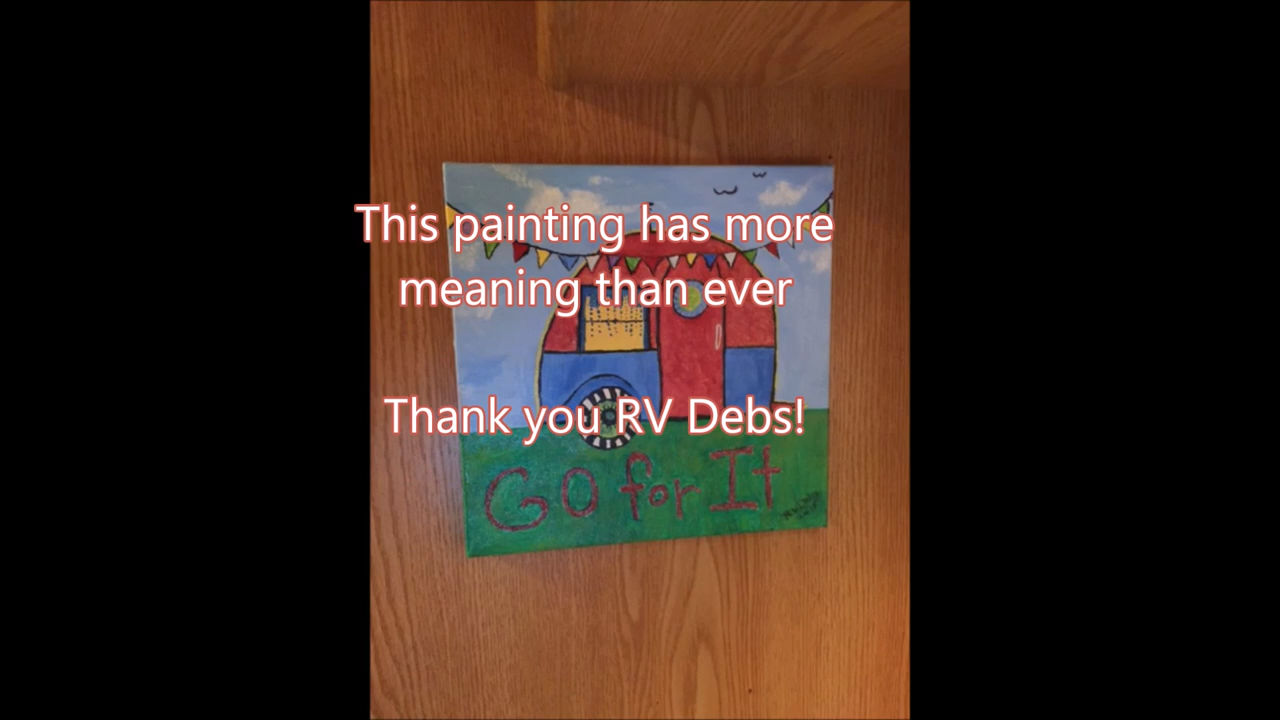 This painting has more
meaning than ever
Thank you RV Debs!
Go for It